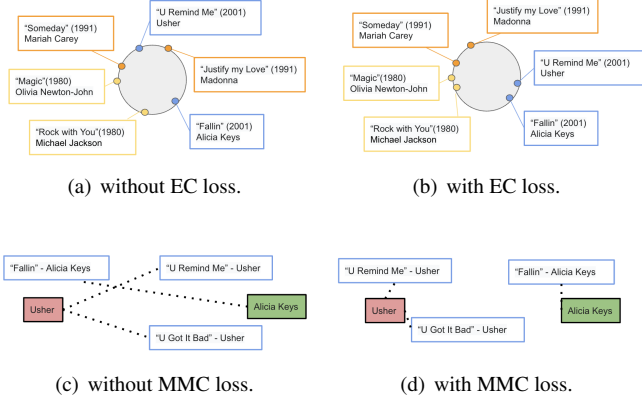 "U Remind Me" (2001)
Usher
"Someday" (1991)
Mariah Carey
"Justify my Love" (1991)
Madonna
"Magic"(1980)
Olivia Newton-John
"Rock with You"(1980)
Michael Jackson
"Fallin" (2001)
Alicia Keys
(a) without EC loss.
"Justify my Love" (1991)
Madonna
"Someday" (1991)
Mariah Carey
"U Remind Me" (2001)
Usher
"Magic"(1980)
Olivia Newton-John
"Rock with You"(1980)
Michael Jackson
"Fallin" (2001)
Alicia Keys
(b) with EC loss.
"Fallin" - Alicia Keys
"U Remind Me" - Usher
Usher
Alicia Keys
"U Got It Bad" - Usher
(c) without MMC loss.
"U Remind Me" - Usher
"Fallin" - Alicia Keys
Usher
Alicia Keys
"U Got It Bad" - Usher
(d) with MMC loss.